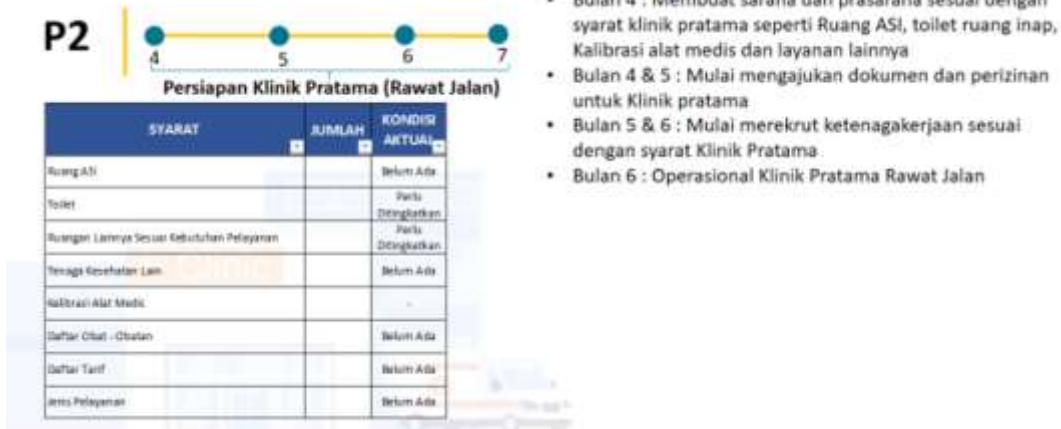 P2
4 5 6 7
Persiapan Klinik Pratama (Rawat Jalan)
SYARAT JUMLAH KONDISI AKTUAL
Ruang ASI Belum Ada
Toilet Perlu Ditingkatkan
Ruangan Lainnya Sesuai Kebutuhan Pelayanan Perlu Ditingkatkan
Tenaga Kesehatan Lain Belum Ada
Kalibrasi Alat Medis -
Daftar Obat - Obatan Belum Ada
Daftar Tarif Belum Ada
Jenis Pelayanan Belum Ada
• Bulan 4 : Membuat sarana dan prasarana sesuai dengan
syarat klinik pratama seperti Ruang ASI, toilet ruang inap,
Kalibrasi alat medis dan layanan lainnya
• Bulan 4 & 5 : Mulai mengajukan dokumen dan perizinan
untuk Klinik pratama
• Bulan 5 & 6 : Mulai merekrut ketenagakerjaan sesuai
dengan syarat Klinik Pratama
• Bulan 6 : Operasional Klinik Pratama Rawat Jalan